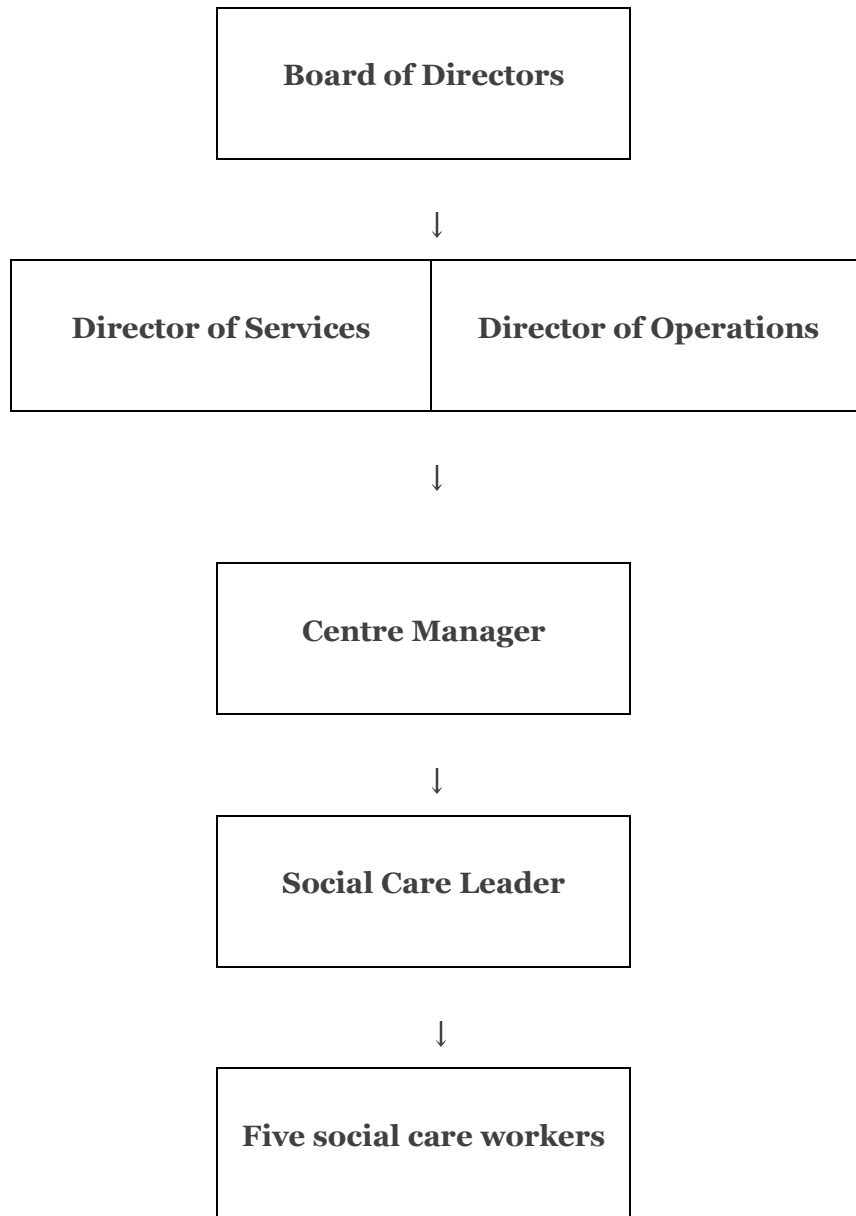 Board of Directors
↓
Director of Services
Director of Operations
↓
Centre Manager
↓
Social Care Leader
↓
Five social care workers